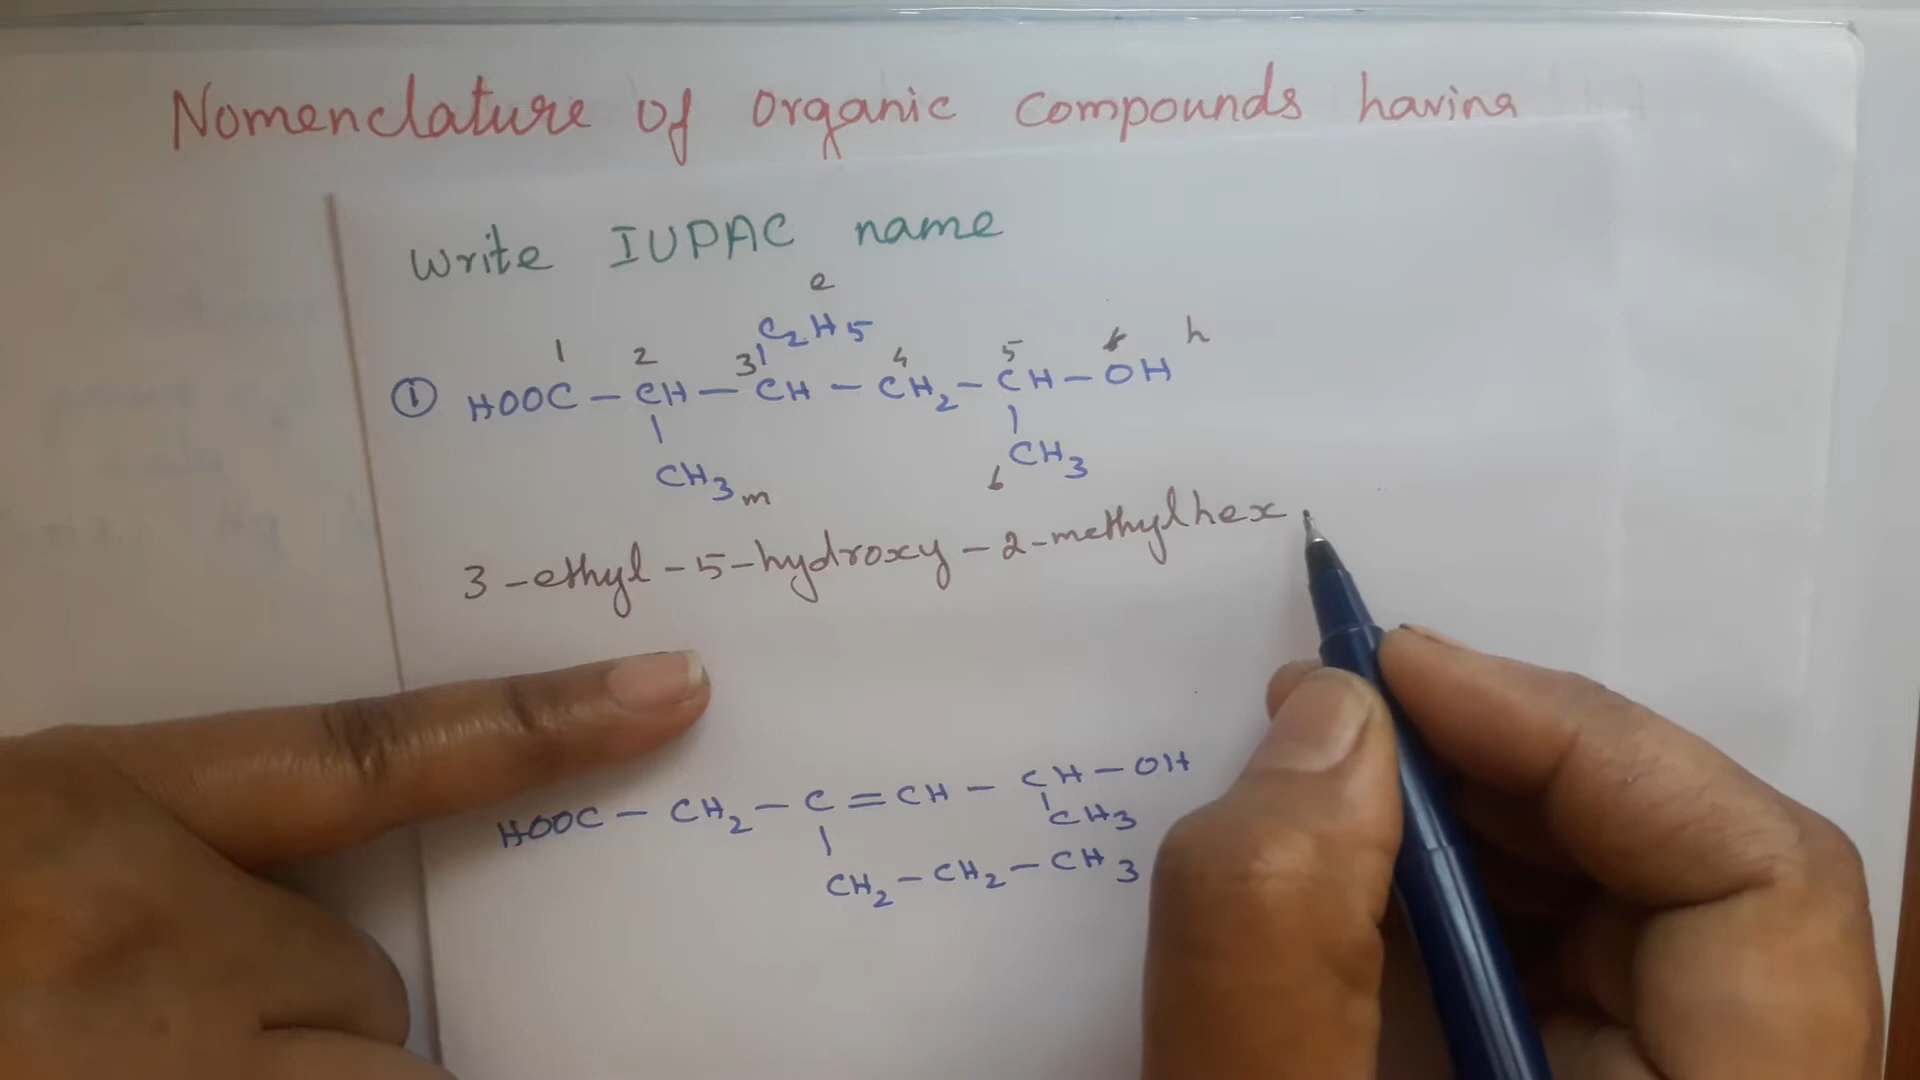 Nomenclature of organic compounds having
Write IUPAC name
e
C2H5
1 2 3 4 5 h
① HOOC - CH - CH - CH2 - CH - OH
CH3 m 6 CH3
3-ethyl-5-hydroxy-2-methylhex
HOOC - CH2 - C = CH - CH - OH
CH3
CH2 - CH2 - CH3